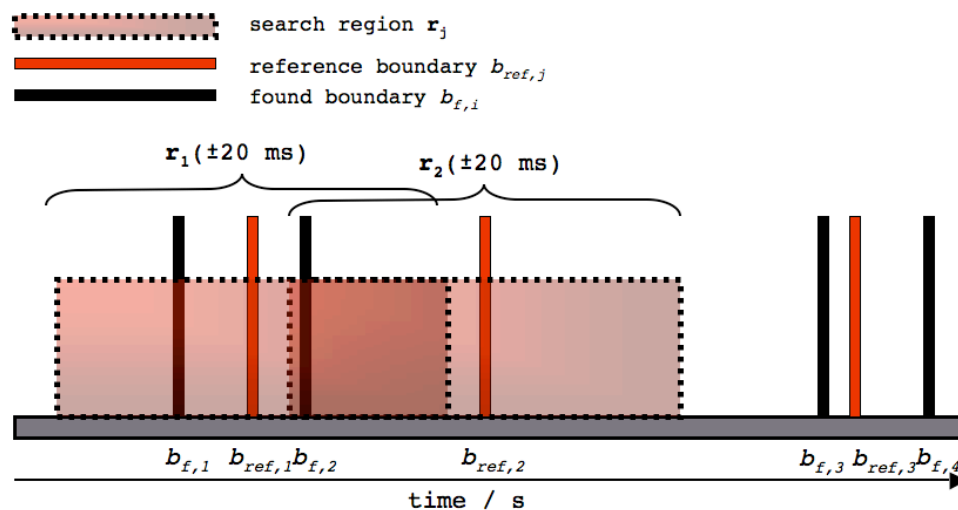 search region r_j
reference boundary b_ref,j
found boundary b_f,i
r_1(±20 ms)
r_2(±20 ms)
b_f,1 b_ref,1 b_f,2 b_ref,2 b_f,3 b_ref,3 b_f,4
time / s